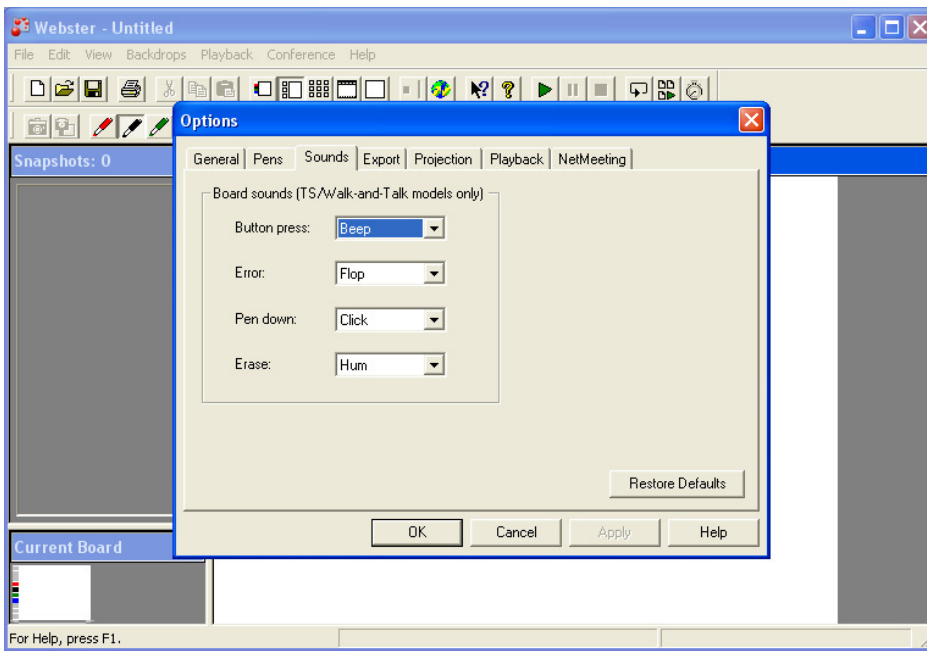 Webster - Untitled
File Edit View Backdrops Playback Conference Help
Options
Snapshots: 0
General Pens Sounds Export Projection Playback NetMeeting
Board sounds (TS/Walk-and-Talk models only)
Button press: Beep
Error: Flop
Pen down: Click
Erase: Hum
Restore Defaults
OK Cancel Apply Help
Current Board
For Help, press F1.